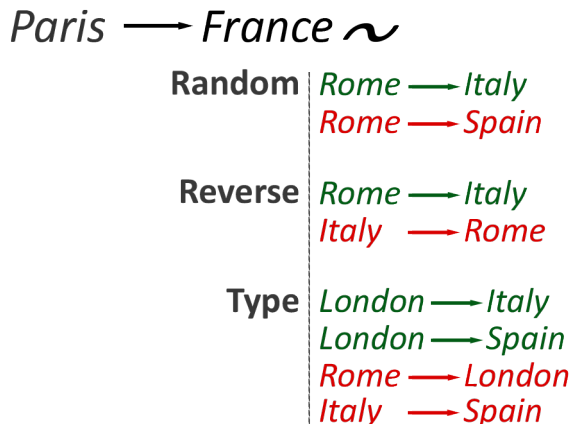 Paris → France ~
Random Rome → Italy
Rome → Spain
Reverse Rome → Italy
Italy → Rome
Type London → Italy
London → Spain
Rome → London
Italy → Spain